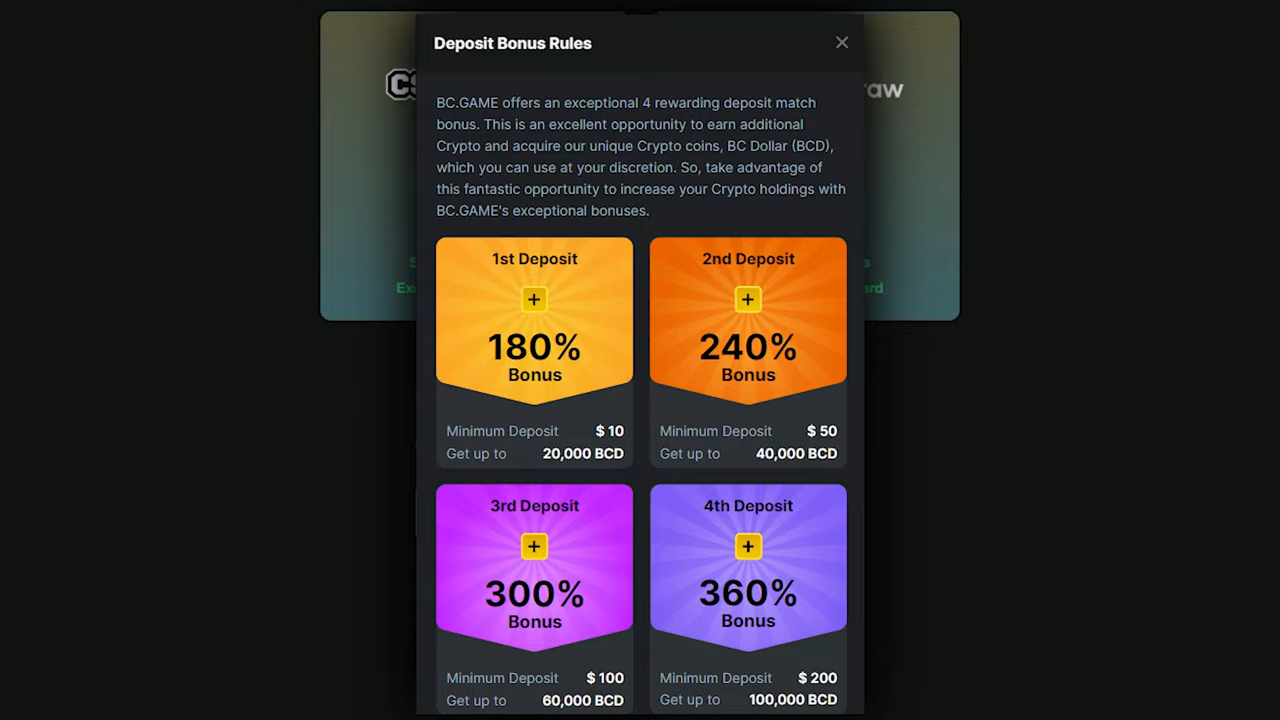 Deposit Bonus Rules
BC.GAME offers an exceptional 4 rewarding deposit match
bonus. This is an excellent opportunity to earn additional
Crypto and acquire our unique Crypto coins, BC Dollar (BCD),
which you can use at your discretion. So, take advantage of
this fantastic opportunity to increase your Crypto holdings with
BC.GAME's exceptional bonuses.
1st Deposit
+
180%
Bonus
Minimum Deposit $ 10
Get up to 20,000 BCD
2nd Deposit
+
240%
Bonus
Minimum Deposit $ 50
Get up to 40,000 BCD
3rd Deposit
+
300%
Bonus
Minimum Deposit $ 100
Get up to 60,000 BCD
4th Deposit
+
360%
Bonus
Minimum Deposit $ 200
Get up to 100,000 BCD